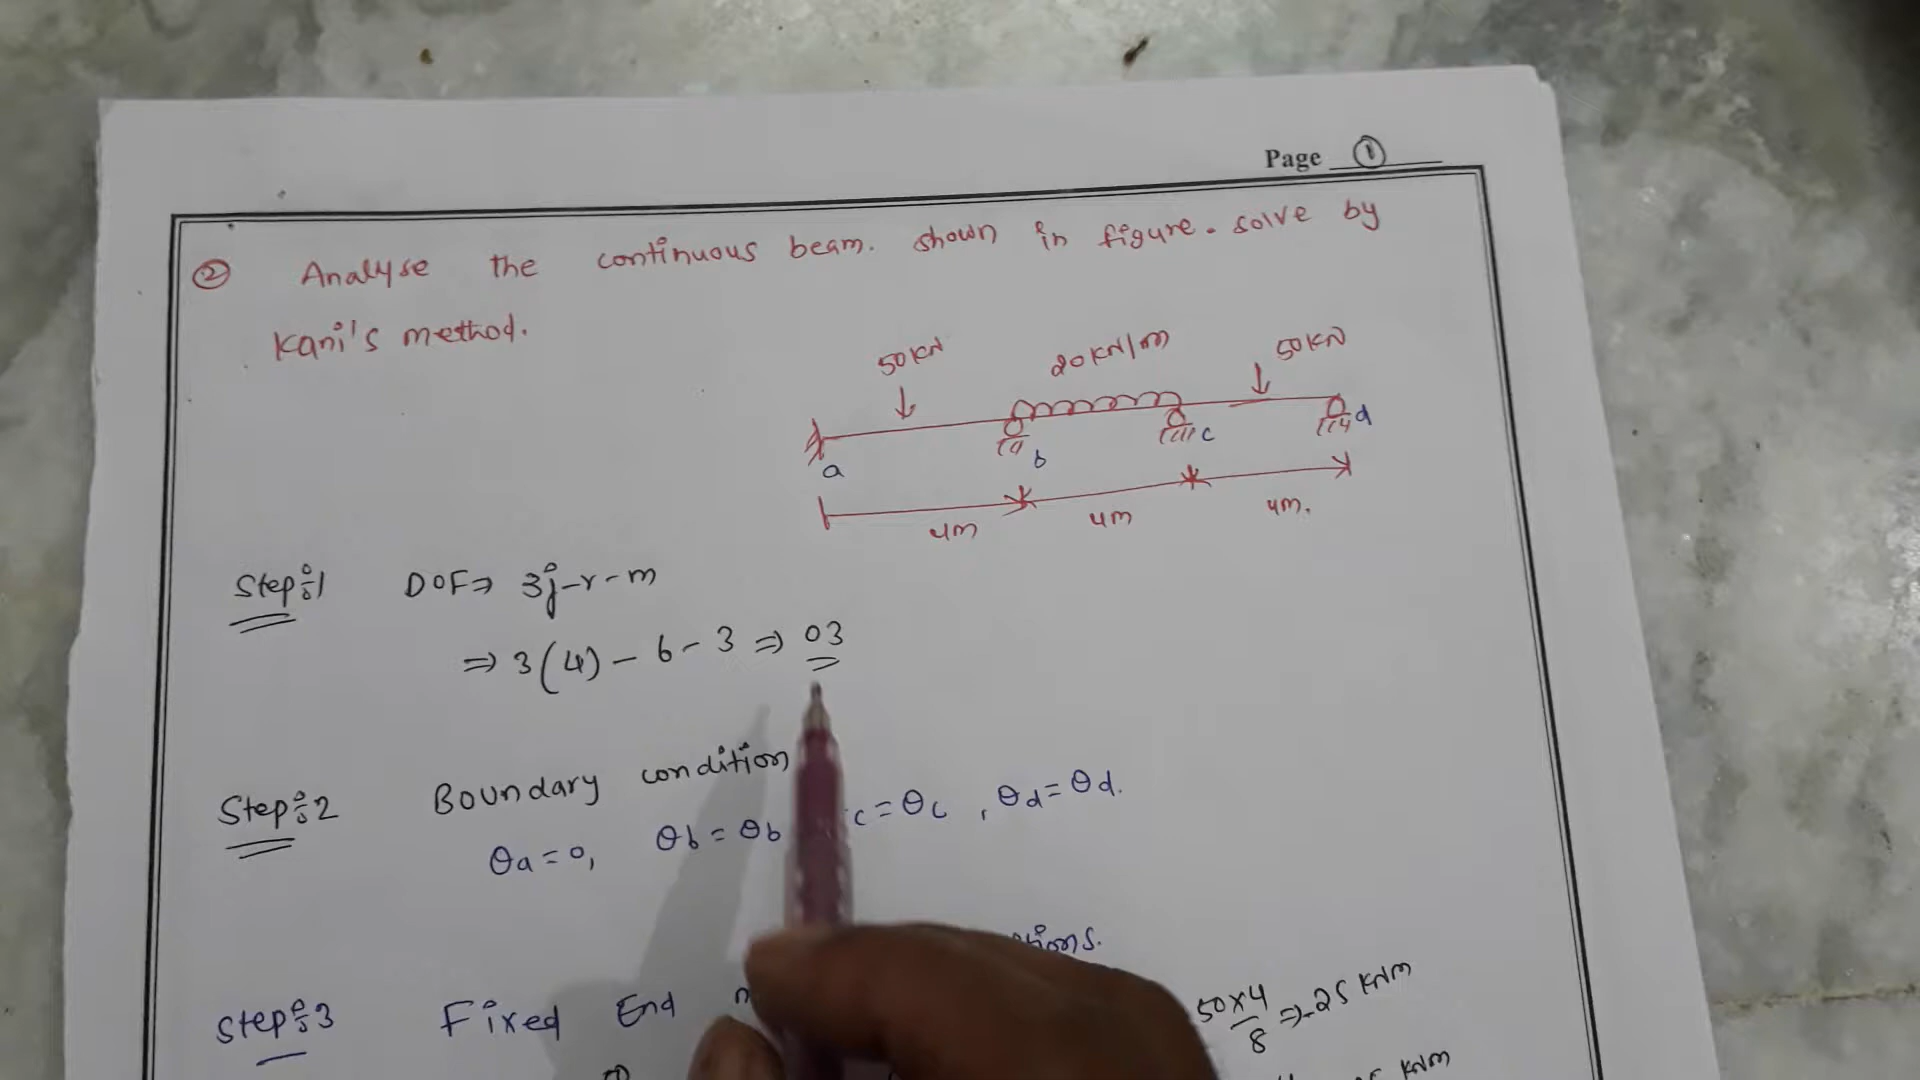 Page ①
② Analyse the continuous beam. shown in figure. solve by
Kani's method.
50KN 20KN/m 50KN
a b c d
4m 4m 4m.
Step:1 DOF⇒ 3j-r-m
⇒ 3(4) - 6 - 3 ⇒ 03
Step:2 Boundary condition
θa=0, θb=θb c=θc, θd=θd.
Step:3 Fixed End
50×4/8 ⇒ -25 KNm
KNm